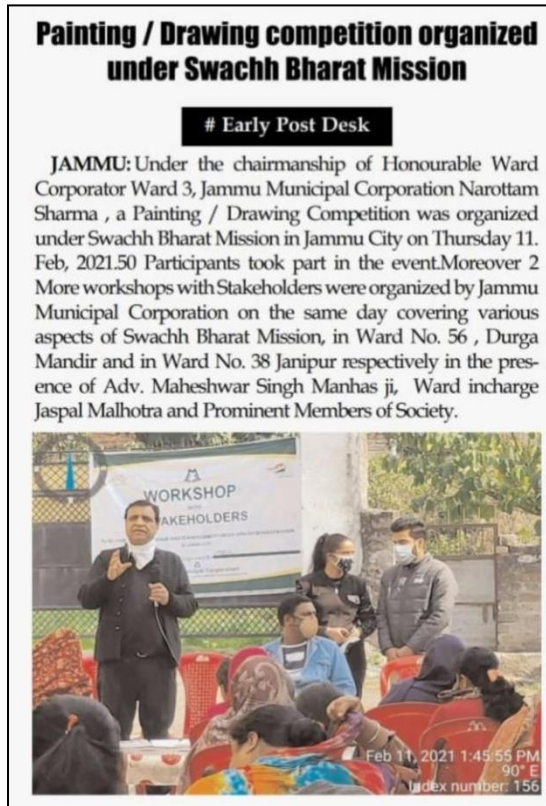 Painting / Drawing competition organized
under Swachh Bharat Mission
# Early Post Desk
JAMMU: Under the chairmanship of Honourable Ward
Corporator Ward 3, Jammu Municipal Corporation Narottam
Sharma , a Painting / Drawing Competition was organized
under Swachh Bharat Mission in Jammu City on Thursday 11.
Feb, 2021.50 Participants took part in the event.Moreover 2
More workshops with Stakeholders were organized by Jammu
Municipal Corporation on the same day covering various
aspects of Swachh Bharat Mission, in Ward No. 56 , Durga
Mandir and in Ward No. 38 Janipur respectively in the pres-
ence of Adv. Maheshwar Singh Manhas ji, Ward incharge
Jaspal Malhotra and Prominent Members of Society.
WORKSHOP
WITH
AKEHOLDERS
Feb 11, 2021 1:45:55 PM
90° E
Index number: 156